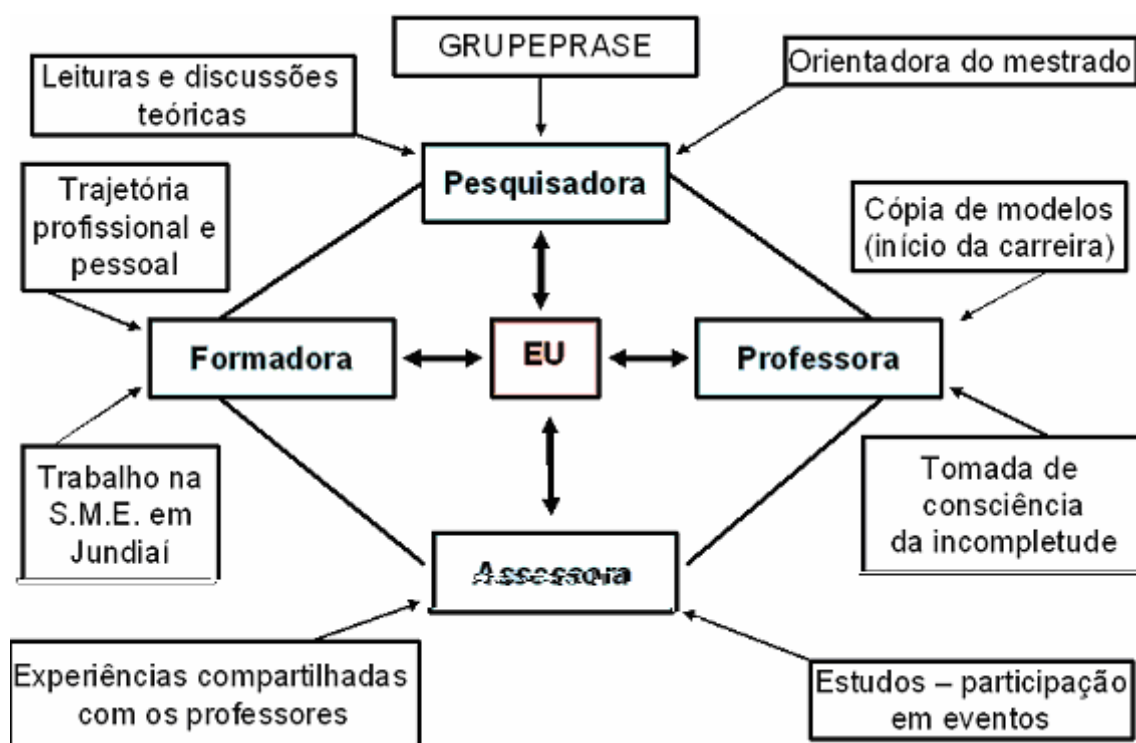 GRUPEPRASE
Leituras e discussões
teóricas
Orientadora do mestrado
Pesquisadora
Trajetória
profissional e
pessoal
Cópia de modelos
(início da carreira)
Formadora
EU
Professora
Trabalho na
S.M.E. em
Jundiaí
Tomada de
consciência
da incompletude
Assessora
Experiências compartilhadas
com os professores
Estudos – participação
em eventos